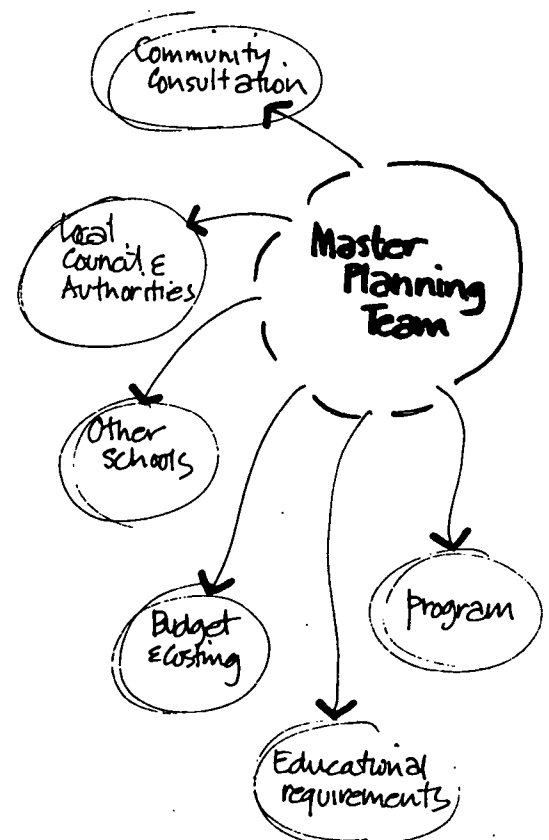 Community
Consultation
Master
Planning
Team
Local
Council &
Authorities
Other
schools
Budget
& Costing
program
Educational
requirements